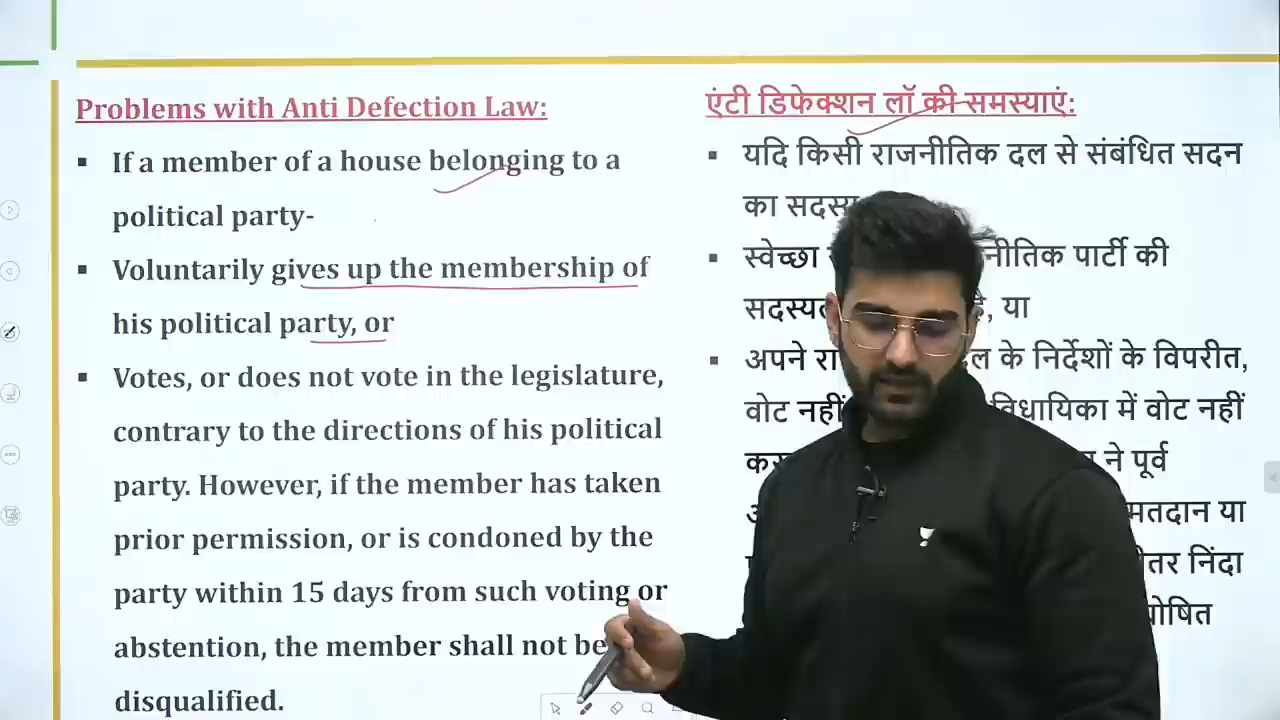 Problems with Anti Defection Law:
▪ If a member of a house belonging to a
political party-
▪ Voluntarily gives up the membership of
his political party, or
▪ Votes, or does not vote in the legislature,
contrary to the directions of his political
party. However, if the member has taken
prior permission, or is condoned by the
party within 15 days from such voting or
abstention, the member shall not be
disqualified.
एंटी डिफेक्शन लॉ की समस्याएं:
▪ यदि किसी राजनीतिक दल से संबंधित सदन
का
▪ स्वेच्छा पार्टी की
या
▪ अपने के निर्देशों के विपरीत,
वोट नहीं विधायिका में वोट नहीं
ने पूर्व
मतदान या
निंदा